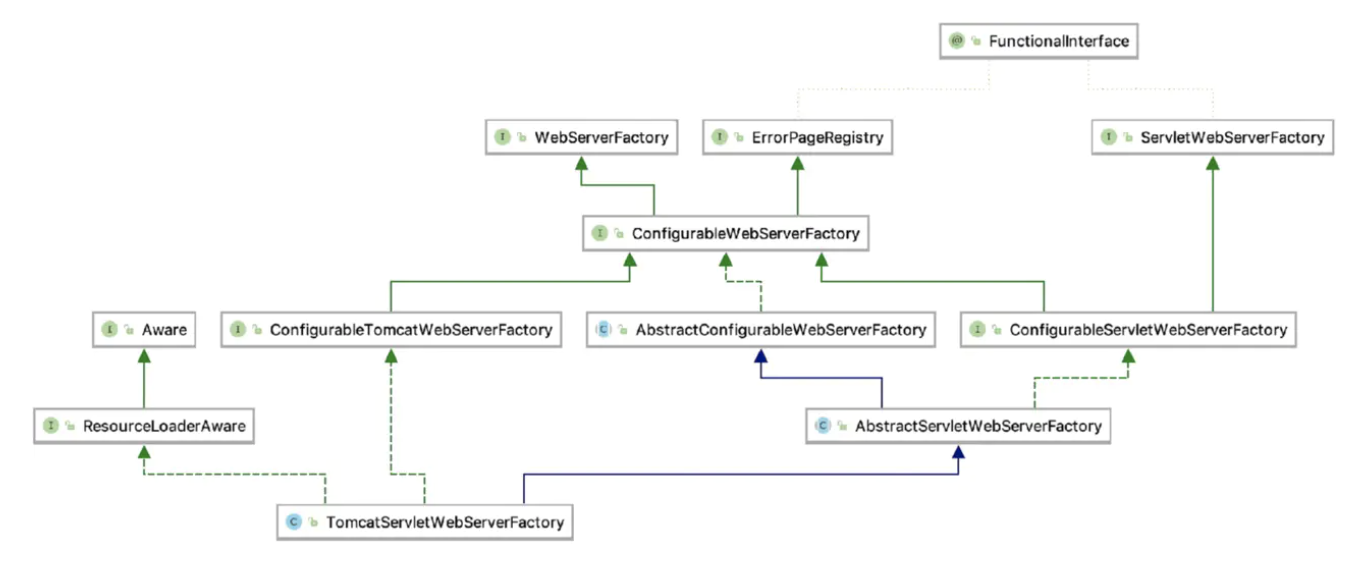 FunctionalInterface
WebServerFactory
ErrorPageRegistry
ServletWebServerFactory
ConfigurableWebServerFactory
Aware
ConfigurableTomcatWebServerFactory
AbstractConfigurableWebServerFactory
ConfigurableServletWebServerFactory
ResourceLoaderAware
AbstractServletWebServerFactory
TomcatServletWebServerFactory